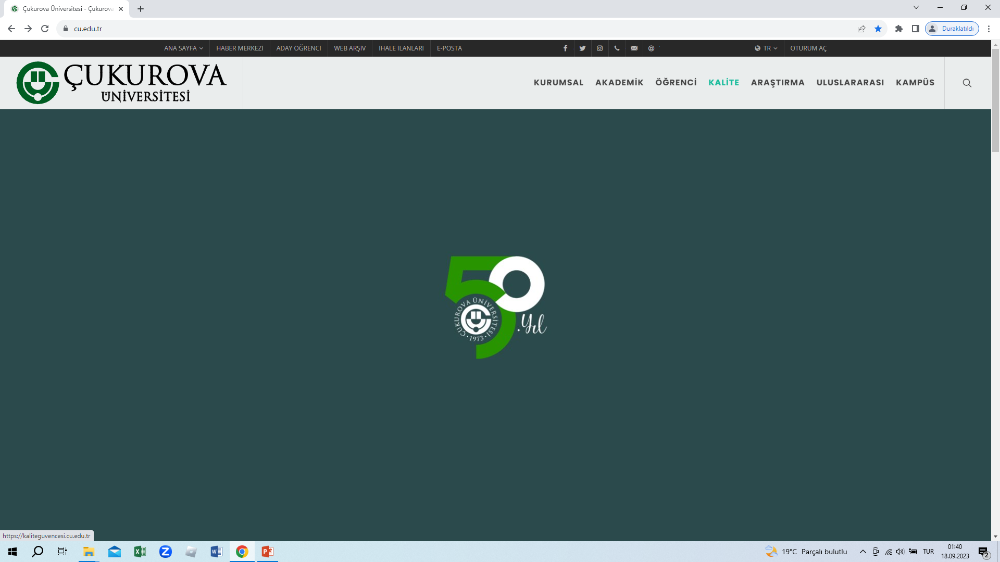 Çukurova Üniversitesi - Çukurova
cu.edu.tr
Duraklatıldı
ANA SAYFA HABER MERKEZİ ADAY ÖĞRENCİ WEB ARŞİV İHALE İLANLARI E-POSTA TR OTURUM AÇ
ÇUKUROVA
ÜNİVERSİTESİ
KURUMSAL AKADEMİK ÖĞRENCİ KALİTE ARAŞTIRMA ULUSLARARASI KAMPÜS
50
.Yıl
ÇUKUROVA ÜNİVERSİTESİ
• 1973 •
https://kaliteguvencesi.cu.edu.tr
19°C Parçalı bulutlu
TUR
01:40
18.09.2023
2